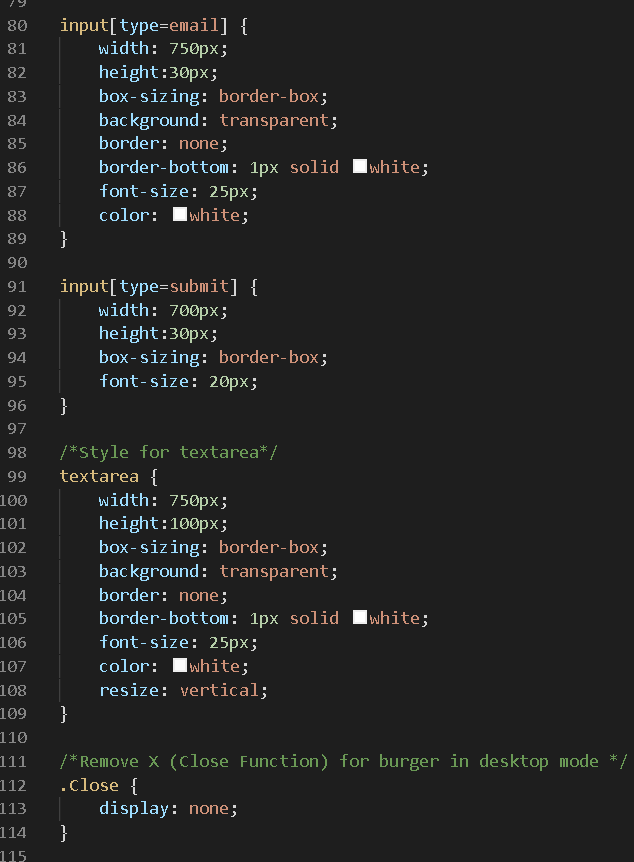 79
80 input[type=email] {
81 width: 750px;
82 height:30px;
83 box-sizing: border-box;
84 background: transparent;
85 border: none;
86 border-bottom: 1px solid white;
87 font-size: 25px;
88 color: white;
89 }
90
91 input[type=submit] {
92 width: 700px;
93 height:30px;
94 box-sizing: border-box;
95 font-size: 20px;
96 }
97
98 /*Style for textarea*/
99 textarea {
100 width: 750px;
101 height:100px;
102 box-sizing: border-box;
103 background: transparent;
104 border: none;
105 border-bottom: 1px solid white;
106 font-size: 25px;
107 color: white;
108 resize: vertical;
109 }
110
111 /*Remove X (Close Function) for burger in desktop mode */
112 .Close {
113 display: none;
114 }
115